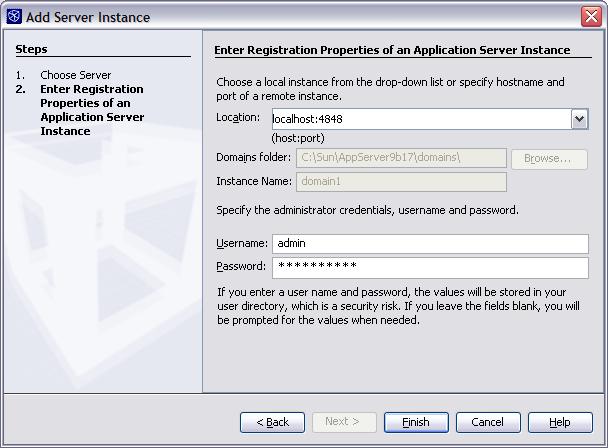 Add Server Instance
Steps
1. Choose Server
2. Enter Registration
Properties of an
Application Server
Instance
Enter Registration Properties of an Application Server Instance
Choose a local instance from the drop-down list or specify hostname and
port of a remote instance.
Location: localhost:4848
(host:port)
Domains folder: C:\Sun\AppServer9b17\domains\ Browse...
Instance Name: domain1
Specify the administrator credentials, username and password.
Username: admin
Password: **********
If you enter a user name and password, the values will be stored in your
user directory, which is a security risk. If you leave the fields blank, you will
be prompted for the values when needed.
< Back Next > Finish Cancel Help